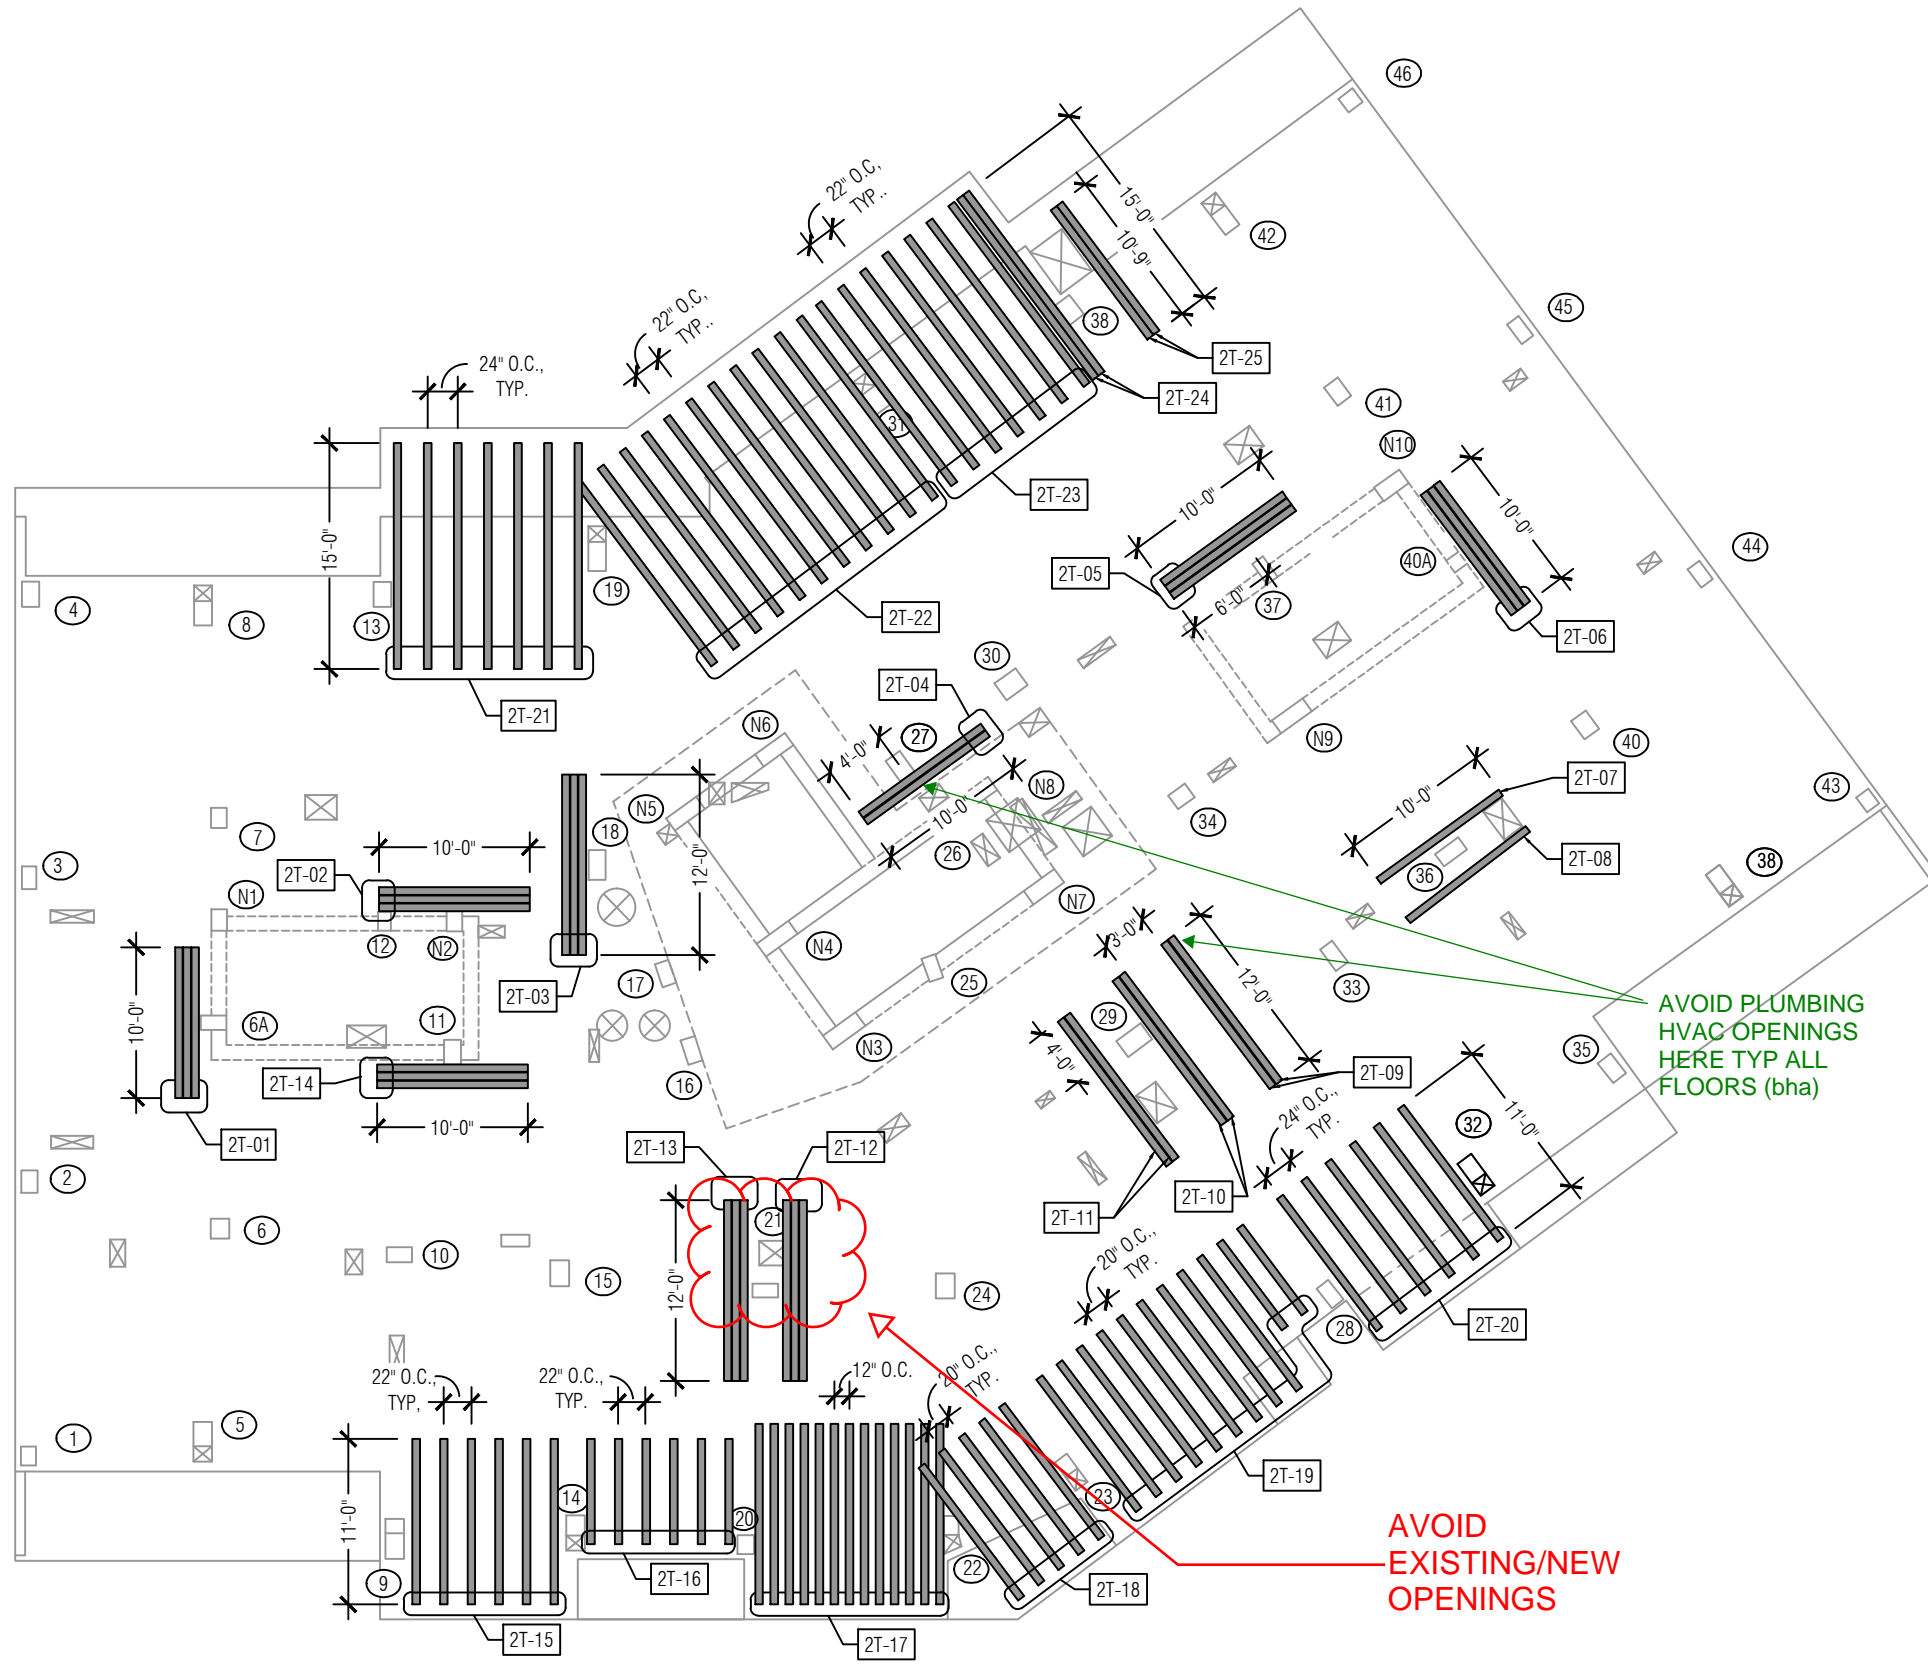 46
22" O.C,
TYP..
15'-0"
10'-9"
42
22" O.C,
TYP..
45
38
2T-25
24" O.C.,
TYP.
2T-24
41
31
N10
2T-23
10'-0"
10'-0"
15'-0"
44
40A
2T-05
19
4
8
13
6'-0"
37
2T-22
2T-06
30
2T-04
2T-21
N6
27
N9
40
4'-0"
2T-07
N8
10'-0"
43
N5
10'-0"
34
7
18
10'-0"
26
2T-08
3
2T-02
12'-0"
36
38
N1
N7
12
N2
N4
3'-0"
17
25
33
2T-03
12'-0"
10'-0"
6A
11
AVOID PLUMBING
HVAC OPENINGS
HERE TYP ALL
FLOORS (bha)
29
N3
4'-0"
35
2T-14
16
2T-09
10'-0"
24" O.C.,
TYP.
11'-0"
32
2T-01
2T-13
2T-12
2
2T-10
2T-11
21
6
10
20" O.C.,
TYP.
15
24
12'-0"
28
2T-20
22" O.C.,
TYP,
22" O.C.,
TYP.
12" O.C.
20" O.C.,
TYP.
5
1
2T-19
14
23
20
11'-0"
AVOID
EXISTING/NEW
OPENINGS
22
9
2T-16
2T-18
2T-15
2T-17